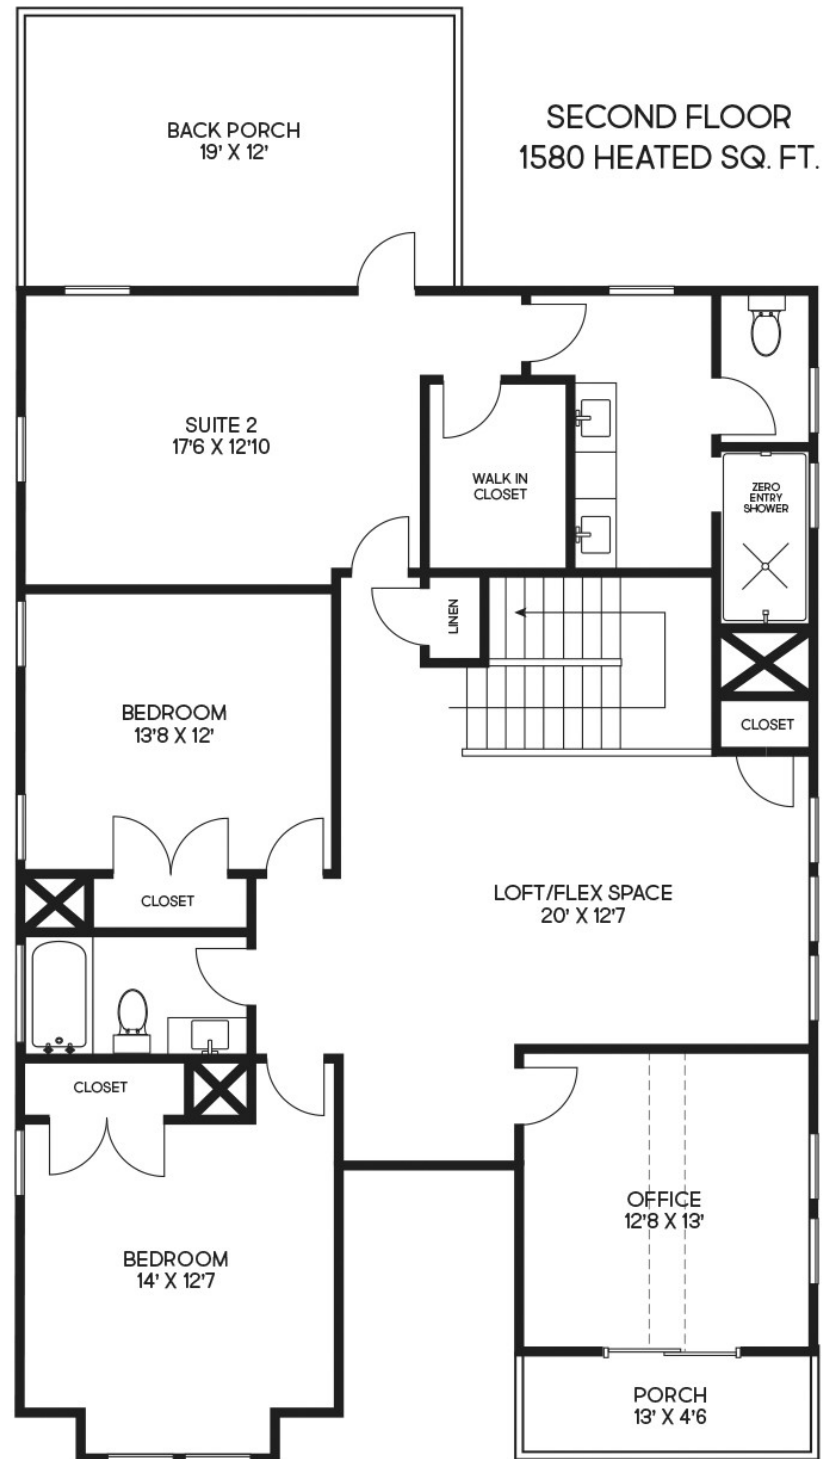 SECOND FLOOR
1580 HEATED SQ. FT.
BACK PORCH
19' X 12'
SUITE 2
17'6 X 12'10
WALK IN
CLOSET
ZERO
ENTRY
SHOWER
LINEN
BEDROOM
13'8 X 12'
CLOSET
CLOSET
LOFT/FLEX SPACE
20' X 12'7
CLOSET
OFFICE
12'8 X 13'
BEDROOM
14' X 12'7
PORCH
13' X 4'6